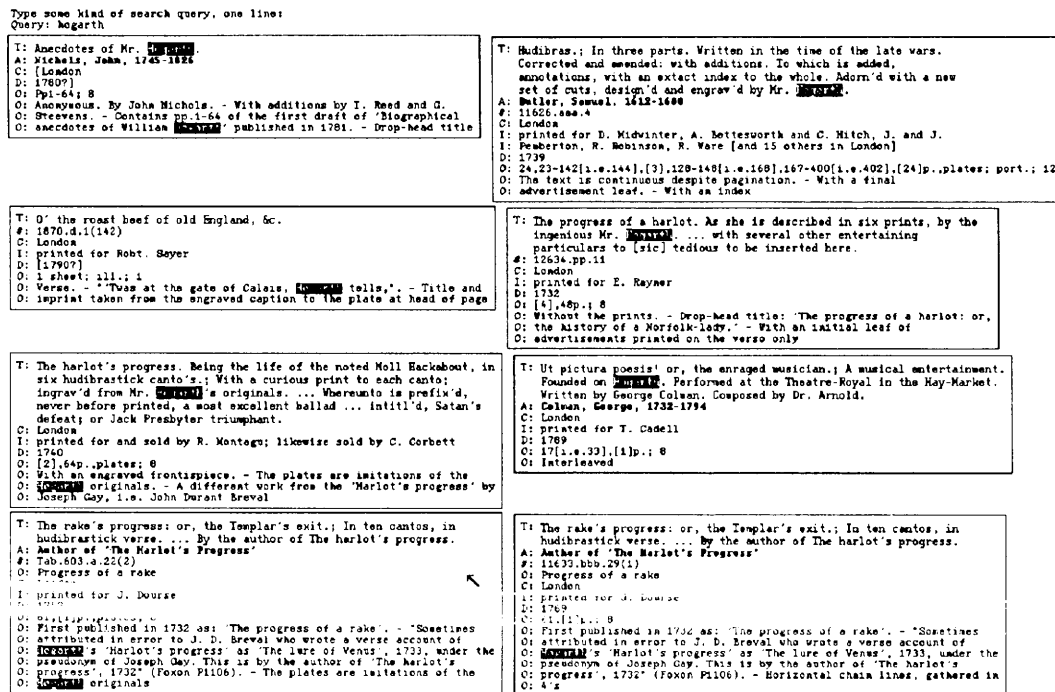 Type some kind of search query, one line:
Query: hogarth
T: Anecdotes of Mr. Hogarth.
A: Nichols, John, 1745-1826
C: [London
D: 1780?]
O: Pp1-64; 8
O: Anonymous. By John Nichols. - With additions by I. Reed and G.
O: Steevens. - Contains pp.1-64 of the first draft of 'Biographical
O: anecdotes of William Hogarth' published in 1781. - Drop-head title
T: Hudibras.; In three parts. Written in the time of the late wars.
Corrected and amended: with additions. To which is added,
annotations, with an extact index to the whole. Adorn'd with a new
set of cuts, design'd and engrav'd by Mr. Hogarth.
A: Butler, Samuel, 1612-1680
#: 11626.aaa.4
C: London
I: printed for D. Midwinter, A. Bettesworth and C. Hitch, J. and J.
I: Pemberton, R. Robinson, R. Ware [and 15 others in London]
D: 1739
O: 24,23-142[i.e.144],[3],128-148[i.e.168],167-400[i.e.402],[24]p.,plates; port.; 12
O: The text is continuous despite pagination. - With a final
O: advertisement leaf. - With an index
T: O' the roast beef of old England, &c.
#: 1870.d.1(142)
C: London
I: printed for Robt. Sayer
D: [1790?]
O: 1 sheet; ill.; 1
O: Verse. - "'Twas at the gate of Calais, Hogarth tells,". - Title and
O: imprint taken from the engraved caption to the plate at head of page
T: The progress of a harlot. As she is described in six prints, by the
ingenious Mr. Hogarth. ... with several other entertaining
particulars to [sic] tedious to be inserted here.
#: 12634.pp.11
C: London
I: printed for E. Rayner
D: 1732
O: [4],48p.; 8
O: Without the prints. - Drop-head title: 'The progress of a harlot: or,
O: the history of a Norfolk-lady.' - With an initial leaf of
O: advertisements printed on the verso only
T: The harlot's progress. Being the life of the noted Moll Hackabout, in
six hudibrastick canto's.; With a curious print to each canto;
ingrav'd from Mr. Hogarth's originals. ... Whereunto is prefix'd,
never before printed, a most excellent ballad ... intitl'd, Satan's
defeat; or Jack Presbyter triumphant.
C: London
I: printed for and sold by R. Montagu; likewise sold by C. Corbett
D: 1740
O: [2],64p.,plates; 8
O: With an engraved frontispiece. - The plates are imitations of the
O: Hogarth originals. - A different work from the 'Harlot's progress' by
O: Joseph Gay, i.e. John Durant Breval
T: Ut pictura poesis! or, the enraged musician.; A musical entertainment.
Founded on Hogarth. Performed at the Theatre-Royal in the Hay-Market.
Written by George Colman. Composed by Dr. Arnold.
A: Colman, George, 1732-1794
C: London
I: printed for T. Cadell
D: 1789
O: 17[i.e.33],[1]p.; 8
O: Interleaved
T: The rake's progress: or, the Templar's exit.; In ten cantos, in
hudibrastick verse. ... By the author of The harlot's progress.
A: Author of 'The Harlot's Progress'
#: Tab.603.a.22(2)
O: Progress of a rake
I: printed for J. Dourse
O: First published in 1732 as: 'The progress of a rake'. - "Sometimes
O: attributed in error to J. D. Breval who wrote a verse account of
O: Hogarth's 'Harlot's progress' as 'The lure of Venus', 1733, under the
O: pseudonym of Joseph Gay. This is by the author of 'The harlot's
O: progress', 1732" (Foxon P1106). - The plates are imitations of the
O: Hogarth originals
T: The rake's progress: or, the Templar's exit.; In ten cantos, in
hudibrastick verse. ... By the author of The harlot's progress.
A: Author of 'The Harlot's Progress'
#: 11633.bbb.29(1)
O: Progress of a rake
C: London
I: printed for J. Dourse
D: 1769
O: 61,[1]p.; 8
O: First published in 1732 as: 'The progress of a rake'. - "Sometimes
O: attributed in error to J. D. Breval who wrote a verse account of
O: Hogarth's 'Harlot's progress' as 'The lure of Venus', 1733, under the
O: pseudonym of Joseph Gay. This is by the author of 'The harlot's
O: progress', 1732" (Foxon P1106). - Horizontal chain lines, gathered in
O: 4's